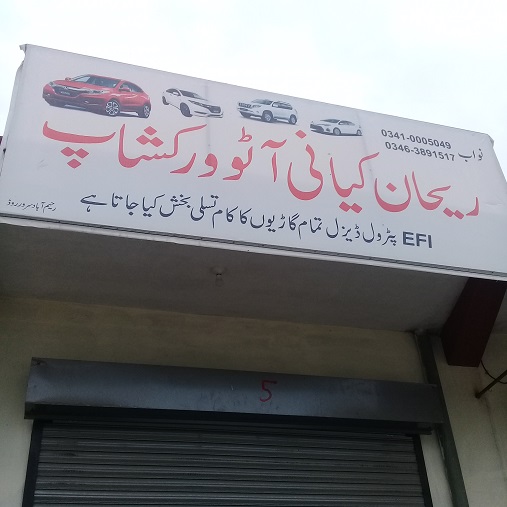 نواب 0341-0005049
0346-3891517
ریحان کیانی آٹو ورکشاپ
EFI پٹرول ڈیزل تمام گاڑیوں کا کام تسلی بخش کیا جاتا ہے
رحیم آباد سرور روڈ
5